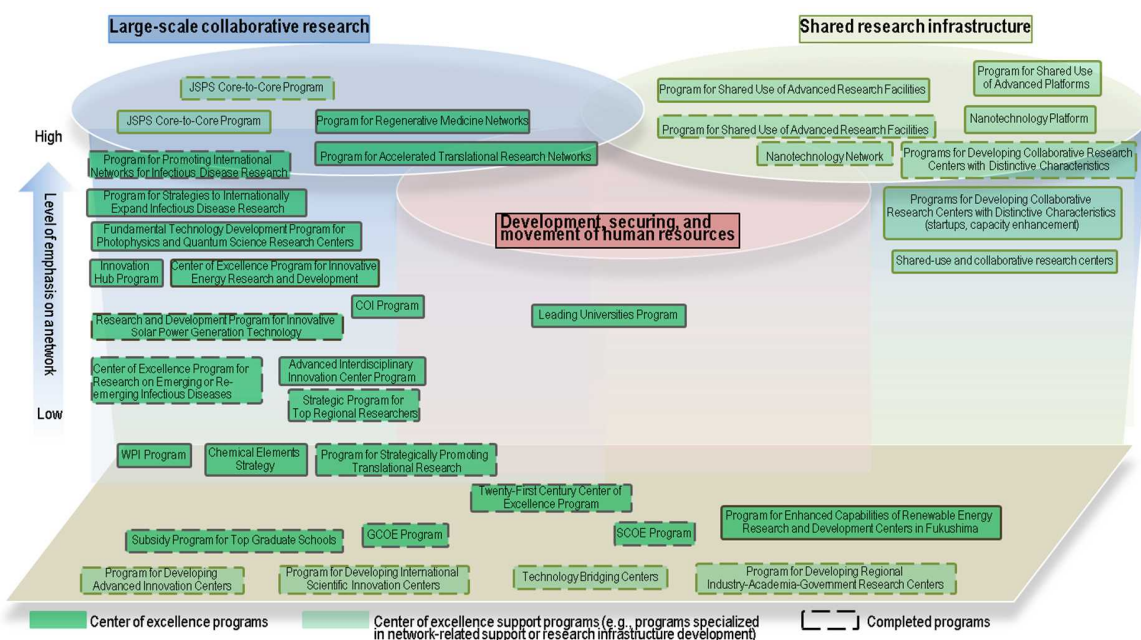 Large-scale collaborative research
Shared research infrastructure
JSPS Core-to-Core Program
JSPS Core-to-Core Program
Program for Regenerative Medicine Networks
Program for Accelerated Translational Research Networks
Program for Shared Use of Advanced Research Facilities
Program for Shared Use
of Advanced Platforms
Program for Shared Use of Advanced Research Facilities
Nanotechnology Platform
Nanotechnology Network
Programs for Developing Collaborative Research
Centers with Distinctive Characteristics
High
Level of emphasis on a network
Low
Program for Promoting International
Networks for Infectious Disease Research
Program for Strategies to Internationally
Expand Infectious Disease Research
Fundamental Technology Development Program for
Photophysics and Quantum Science Research Centers
Innovation
Hub Program
Center of Excellence Program for Innovative
Energy Research and Development
COI Program
Research and Development Program for Innovative
Solar Power Generation Technology
Center of Excellence Program for
Research on Emerging or Re-
emerging Infectious Diseases
Advanced Interdisciplinary
Innovation Center Program
Strategic Program for
Top Regional Researchers
Development, securing, and
movement of human resources
Leading Universities Program
Programs for Developing Collaborative
Research Centers with Distinctive Characteristics
(startups, capacity enhancement)
Shared-use and collaborative research centers
WPI Program
Chemical Elements
Strategy
Program for Strategically Promoting
Translational Research
Twenty-First Century Center of
Excellence Program
Subsidy Program for Top Graduate Schools
GCOE Program
SCOE Program
Program for Enhanced Capabilities of Renewable Energy
Research and Development Centers in Fukushima
Program for Developing
Advanced Innovation Centers
Program for Developing International
Scientific Innovation Centers
Technology Bridging Centers
Program for Developing Regional
Industry-Academia-Government Research Centers
Center of excellence programs
Center of excellence support programs (e.g., programs specialized
in network-related support or research infrastructure development)
Completed programs